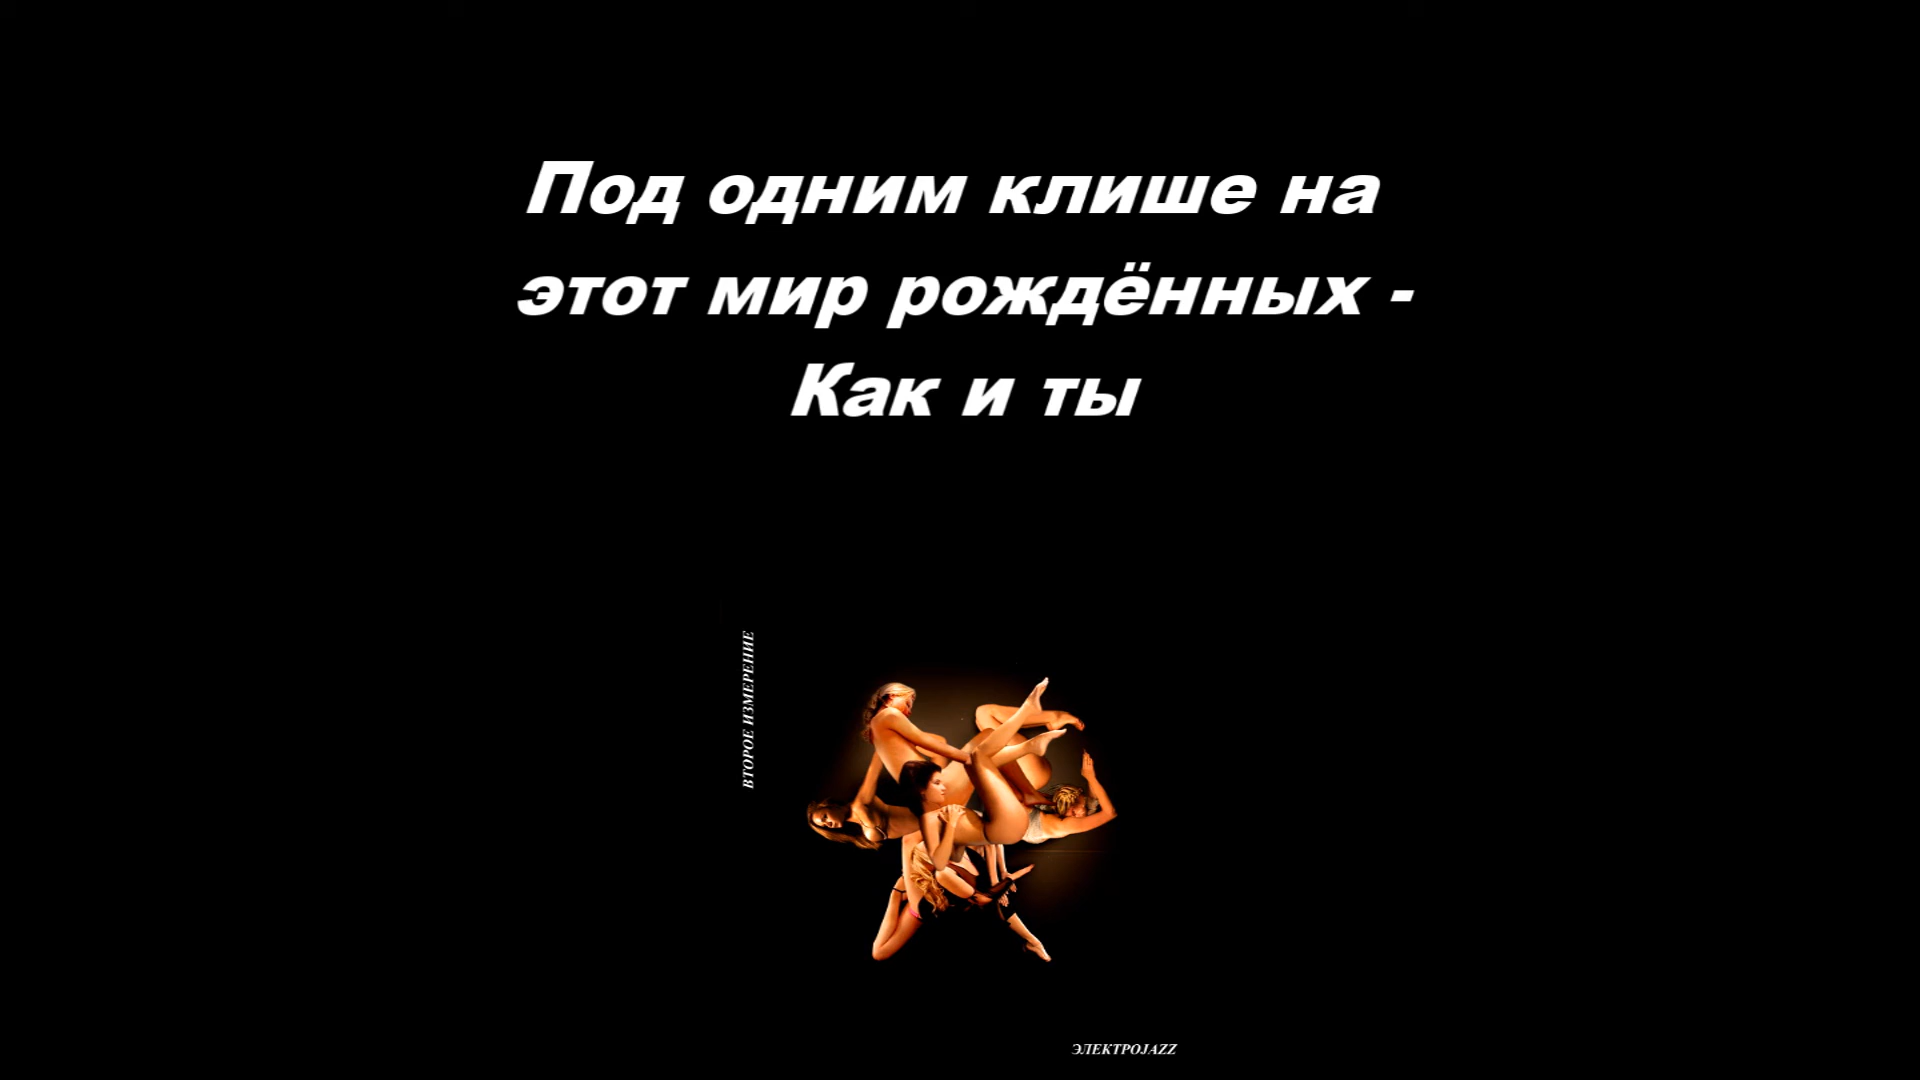 Под одним клише на
этот мир рождённых -
Как и ты
ВТОРОЕ ИЗМЕРЕНИЕ
ЭЛЕКТРОJAZZ